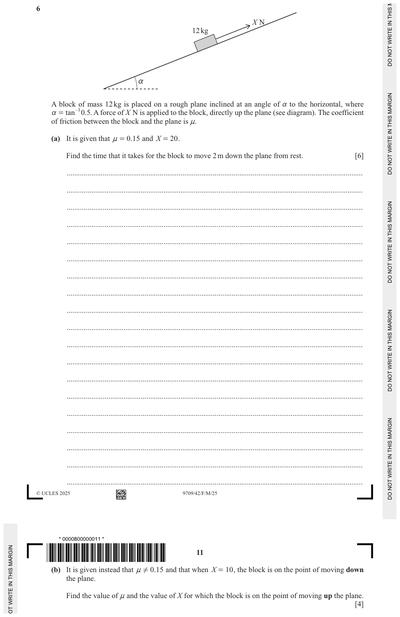 6
12 kg
X N
α
A block of mass 12 kg is placed on a rough plane inclined at an angle of α to the horizontal, where
α = tan⁻¹ 0.5. A force of X N is applied to the block, directly up the plane (see diagram). The coefficient
of friction between the block and the plane is μ.
(a) It is given that μ = 0.15 and X = 20.
Find the time that it takes for the block to move 2 m down the plane from rest. [6]
DO NOT WRITE IN THIS MARGIN
DO NOT WRITE IN THIS MARGIN
DO NOT WRITE IN THIS MARGIN
DO NOT WRITE IN THIS MARGIN
DO NOT WRITE IN THIS MARGIN
© UCLES 2025
9709/42/F/M/25
* 0000800000011 *
11
OT WRITE IN THIS MARGIN
(b) It is given instead that μ ≠ 0.15 and that when X = 10, the block is on the point of moving down
the plane.
Find the value of μ and the value of X for which the block is on the point of moving up the plane.
[4]